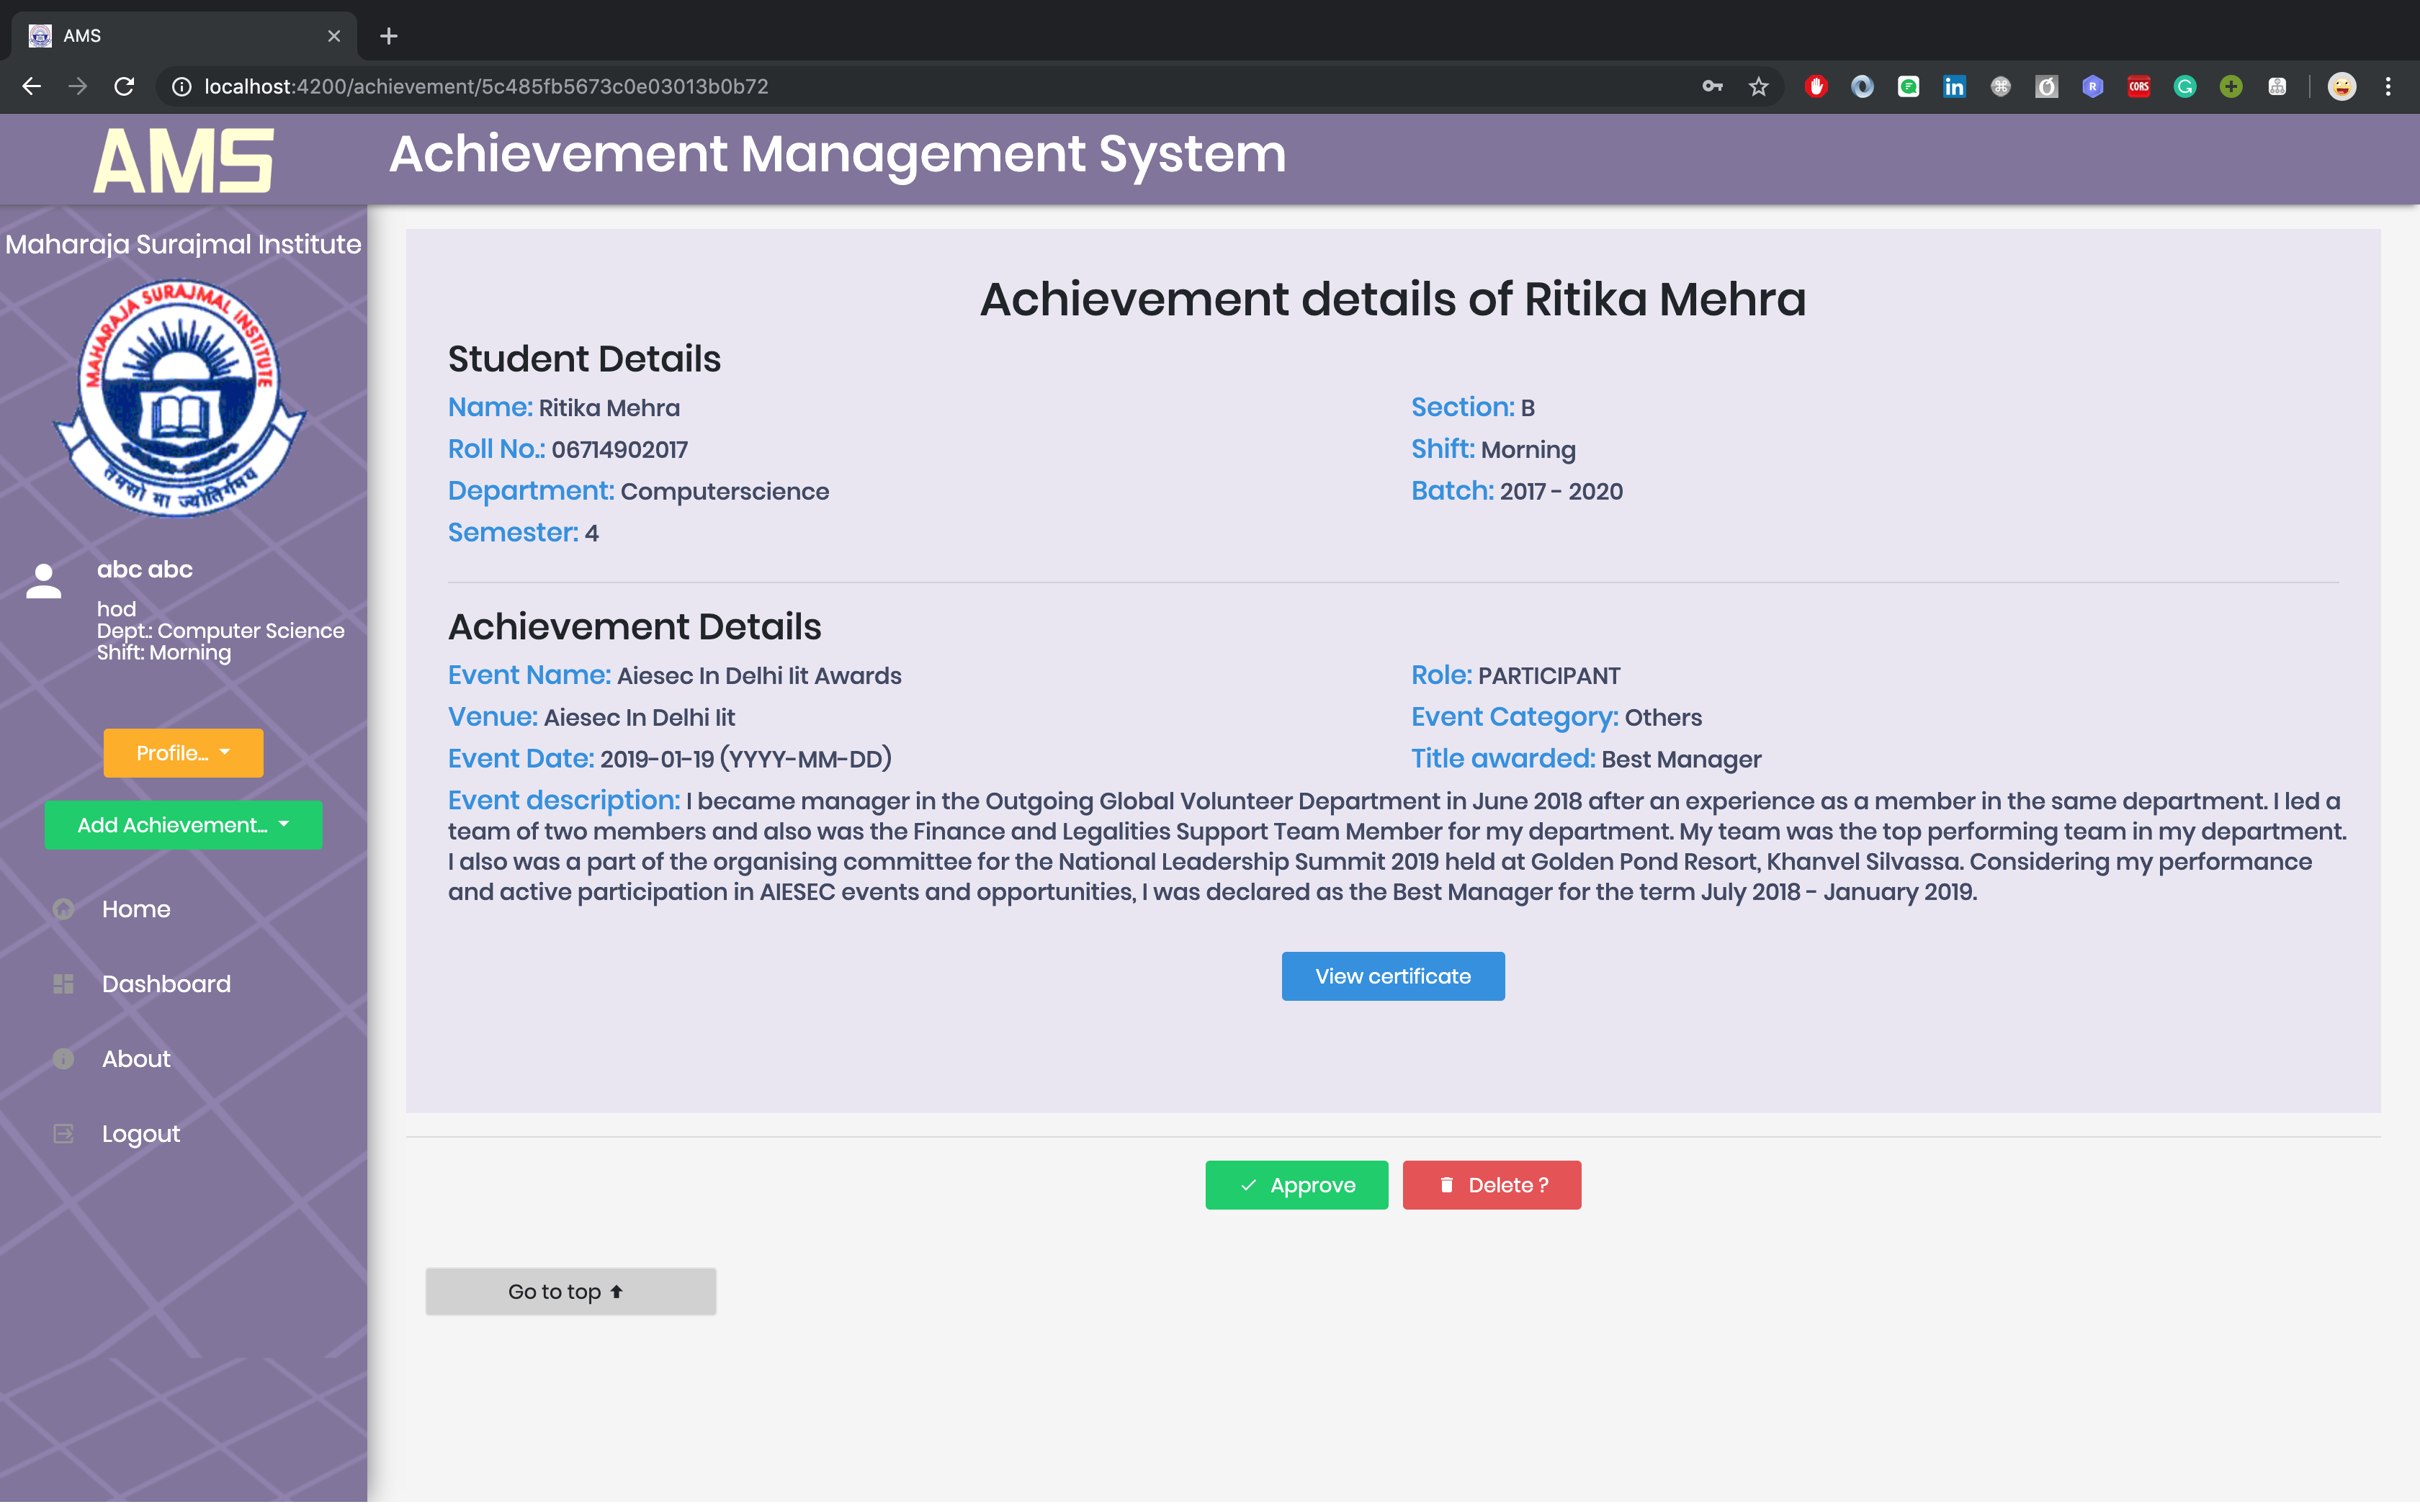 AMS
localhost:4200/achievement/5c485fb5673c0e03013b0b72
AMS
Achievement Management System
Maharaja Surajmal Institute
MAHARAJA SURAJMAL INSTITUTE
तमसो मा ज्योतिर्गमय
abc abc
hod
Dept.: Computer Science
Shift: Morning
Profile...
Add Achievement...
Home
Dashboard
About
Logout
Achievement details of Ritika Mehra
Student Details
Name: Ritika Mehra
Section: B
Roll No.: 06714902017
Shift: Morning
Department: Computerscience
Batch: 2017 - 2020
Semester: 4
Achievement Details
Event Name: Aiesec In Delhi Iit Awards
Role: PARTICIPANT
Venue: Aiesec In Delhi Iit
Event Category: Others
Event Date: 2019-01-19 (YYYY-MM-DD)
Title awarded: Best Manager
Event description: I became manager in the Outgoing Global Volunteer Department in June 2018 after an experience as a member in the same department. I led a
team of two members and also was the Finance and Legalities Support Team Member for my department. My team was the top performing team in my department.
I also was a part of the organising committee for the National Leadership Summit 2019 held at Golden Pond Resort, Khanvel Silvassa. Considering my performance
and active participation in AIESEC events and opportunities, I was declared as the Best Manager for the term July 2018 - January 2019.
View certificate
Approve
Delete ?
Go to top
in
R
CORS